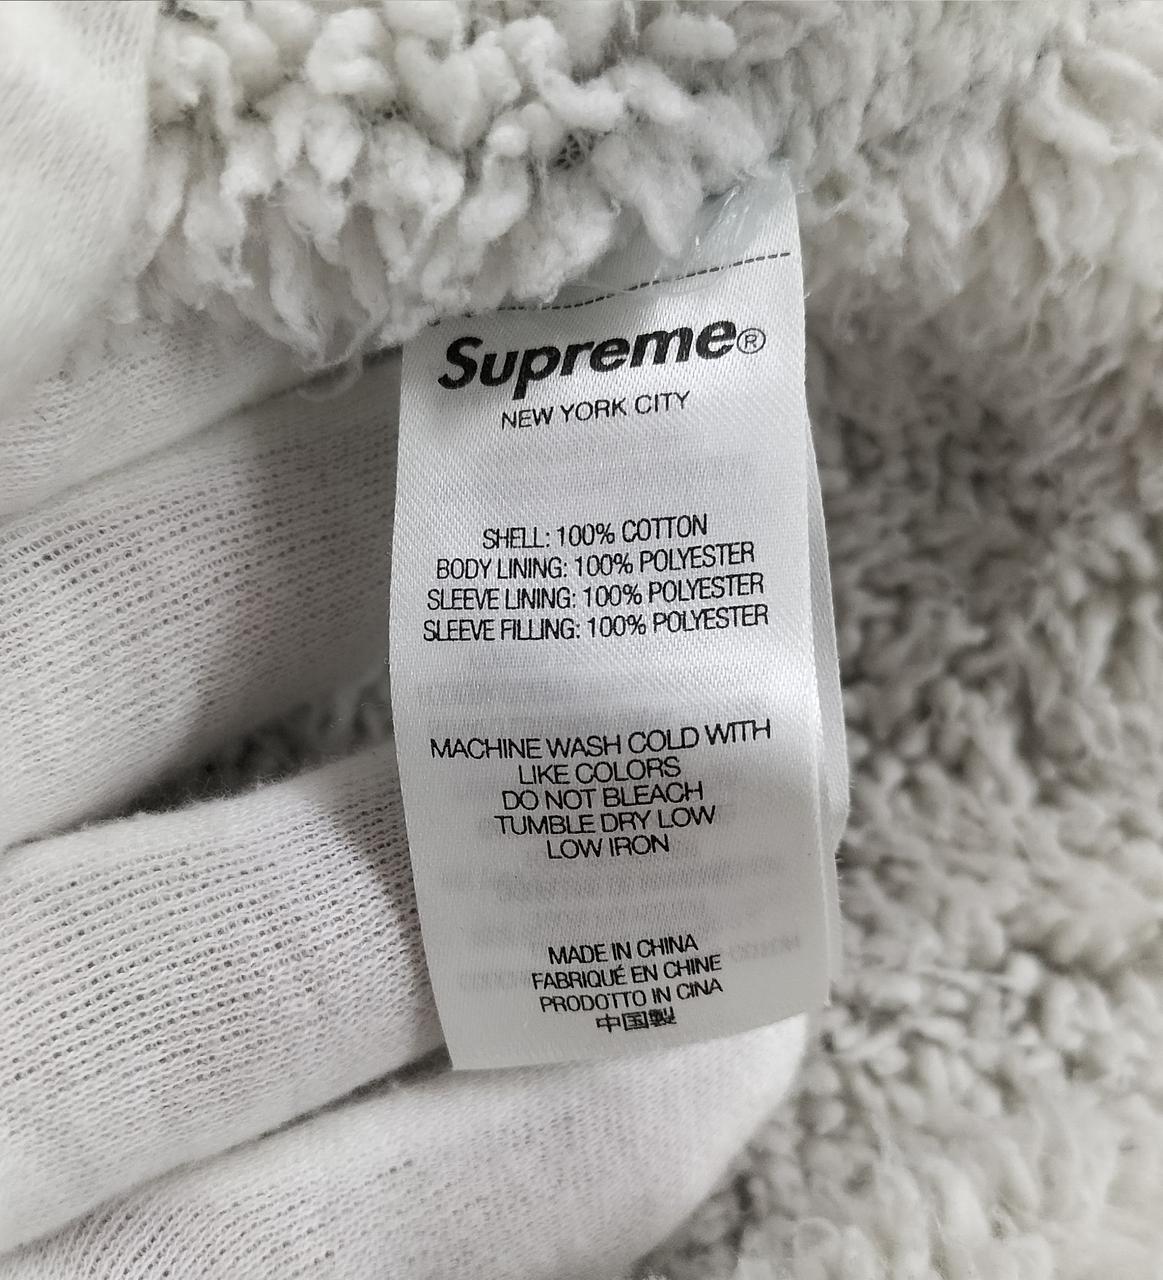 Supreme®
NEW YORK CITY
SHELL: 100% COTTON
BODY LINING: 100% POLYESTER
SLEEVE LINING: 100% POLYESTER
SLEEVE FILLING: 100% POLYESTER
MACHINE WASH COLD WITH
LIKE COLORS
DO NOT BLEACH
TUMBLE DRY LOW
LOW IRON
MADE IN CHINA
FABRIQUÉ EN CHINE
PRODOTTO IN CINA
中国製